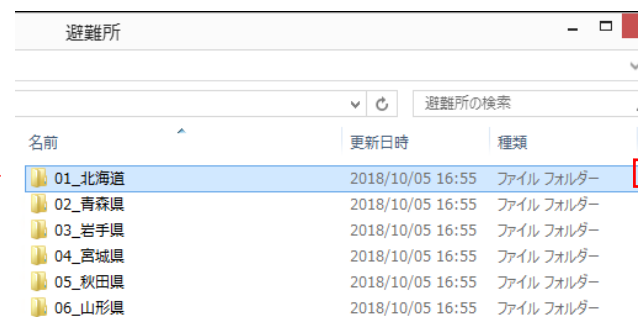 避難所
避難所の検索
名前 更新日時 種類
01_北海道 2018/10/05 16:55 ファイル フォルダー
02_青森県 2018/10/05 16:55 ファイル フォルダー
03_岩手県 2018/10/05 16:55 ファイル フォルダー
04_宮城県 2018/10/05 16:55 ファイル フォルダー
05_秋田県 2018/10/05 16:55 ファイル フォルダー
06_山形県 2018/10/05 16:55 ファイル フォルダー